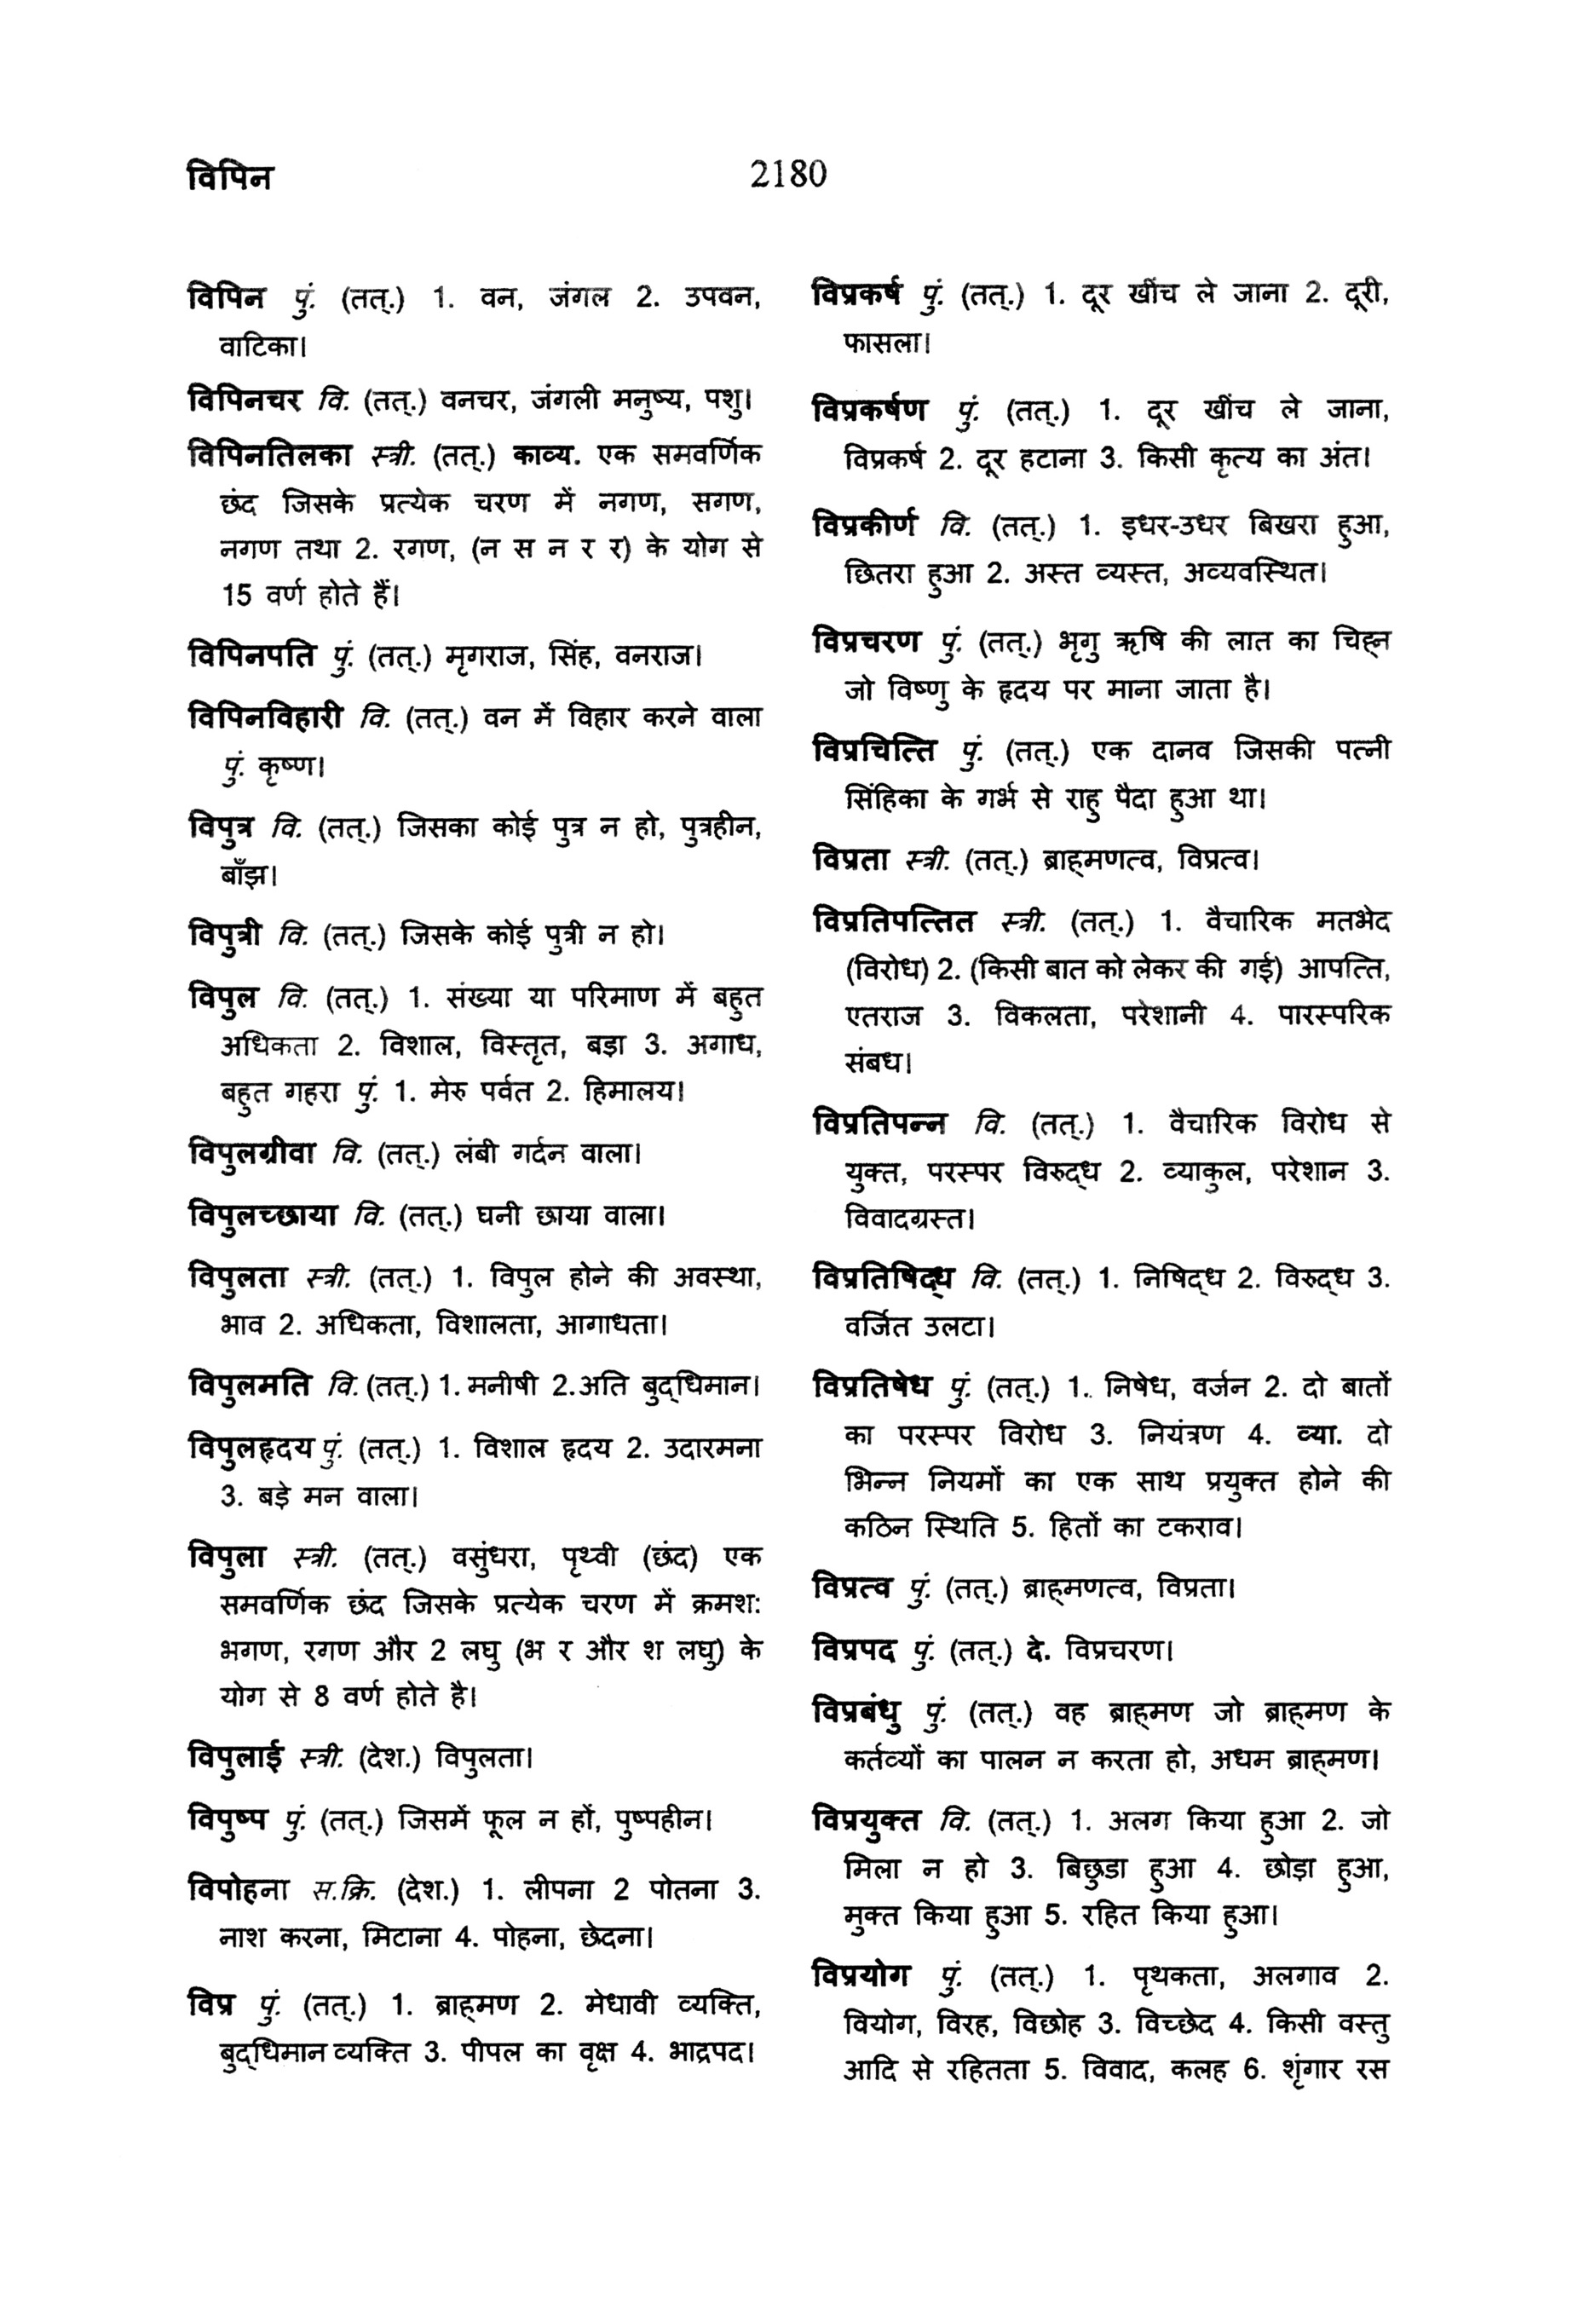 विपिन
2180
विपिन पुं. (तत्.) 1. वन, जंगल 2. उपवन,
वाटिका।
विपिनचर वि. (तत्.) वनचर, जंगली मनुष्य, पशु।
विपिनतिलका स्त्री. (तत्.) काव्य. एक समवर्णिक
छंद जिसके प्रत्येक चरण में नगण, सगण,
नगण तथा 2. रगण, (न स न र र) के योग से
15 वर्ण होते हैं।
विपिनपति पुं. (तत्.) मृगराज, सिंह, वनराज।
विपिनविहारी वि. (तत्.) वन में विहार करने वाला
पुं. कृष्ण।
विपुत्र वि. (तत्.) जिसका कोई पुत्र न हो, पुत्रहीन,
बाँझ।
विपुत्री वि. (तत्.) जिसके कोई पुत्री न हो।
विपुल वि. (तत्.) 1. संख्या या परिमाण में बहुत
अधिकता 2. विशाल, विस्तृत, बड़ा 3. अगाध,
बहुत गहरा पुं. 1. मेरु पर्वत 2. हिमालय।
विपुलग्रीवा वि. (तत्.) लंबी गर्दन वाला।
विपुलच्छाया वि. (तत्.) घनी छाया वाला।
विपुलता स्त्री. (तत्.) 1. विपुल होने की अवस्था,
भाव 2. अधिकता, विशालता, आगाधता।
विपुलमति वि. (तत्.) 1. मनीषी 2.अति बुद्‌धिमान।
विपुलहृदय पुं. (तत्.) 1. विशाल हृदय 2. उदारमना
3. बड़े मन वाला।
विपुला स्त्री. (तत्.) वसुंधरा, पृथ्वी (छंद) एक
समवर्णिक छंद जिसके प्रत्येक चरण में क्रमश:
भगण, रगण और 2 लघु (भ र और श लघु) के
योग से 8 वर्ण होते है।
विपुलाई स्त्री. (देश.) विपुलता।
विपुष्प पुं. (तत्.) जिसमें फूल न हों, पुष्पहीन।
विपोहना स.क्रि. (देश.) 1. लीपना 2 पोतना 3.
नाश करना, मिटाना 4. पोहना, छेदना।
विप्र पुं. (तत्.) 1. ब्राह्‌मण 2. मेधावी व्यक्ति,
बुद्‌धिमान व्यक्ति 3. पीपल का वृक्ष 4. भाद्रपद।
विप्रकर्ष पुं. (तत्.) 1. दूर खींच ले जाना 2. दूरी,
फासला।
विप्रकर्षण पुं. (तत्.) 1. दूर खींच ले जाना,
विप्रकर्ष 2. दूर हटाना 3. किसी कृत्य का अंत।
विप्रकीर्ण वि. (तत्.) 1. इधर-उधर बिखरा हुआ,
छितरा हुआ 2. अस्त व्यस्त, अव्यवस्थित।
विप्रचरण पुं. (तत्.) भृगु ऋषि की लात का चिह्‌न
जो विष्णु के हृदय पर माना जाता है।
विप्रचित्ति पुं. (तत्.) एक दानव जिसकी पत्नी
सिंहिका के गर्भ से राहु पैदा हुआ था।
विप्रता स्त्री. (तत्.) ब्राह्‌मणत्व, विप्रत्व।
विप्रतिपत्तित स्त्री. (तत्.) 1. वैचारिक मतभेद
(विरोध) 2. (किसी बात को लेकर की गई) आपत्ति,
एतराज 3. विकलता, परेशानी 4. पारस्परिक
संबध।
विप्रतिपन्न वि. (तत्.) 1. वैचारिक विरोध से
युक्त, परस्पर विरुद्‌ध 2. व्याकुल, परेशान 3.
विवादग्रस्त।
विप्रतिषिद्‌ध वि. (तत्.) 1. निषिद्‌ध 2. विरुद्‌ध 3.
वर्जित उलटा।
विप्रतिषेध पुं. (तत्.) 1. निषेध, वर्जन 2. दो बातों
का परस्पर विरोध 3. नियंत्रण 4. व्या. दो
भिन्न नियमों का एक साथ प्रयुक्त होने की
कठिन स्थिति 5. हितों का टकराव।
विप्रत्व पुं. (तत्.) ब्राह्‌मणत्व, विप्रता।
विप्रपद पुं. (तत्.) दे. विप्रचरण।
विप्रबंधु पुं. (तत्.) वह ब्राह्‌मण जो ब्राह्‌मण के
कर्तव्यों का पालन न करता हो, अधम ब्राह्‌मण।
विप्रयुक्त वि. (तत्.) 1. अलग किया हुआ 2. जो
मिला न हो 3. बिछुडा हुआ 4. छोड़ा हुआ,
मुक्त किया हुआ 5. रहित किया हुआ।
विप्रयोग पुं. (तत्.) 1. पृथकता, अलगाव 2.
वियोग, विरह, विछोह 3. विच्छेद 4. किसी वस्तु
आदि से रहितता 5. विवाद, कलह 6. शृंगार रस